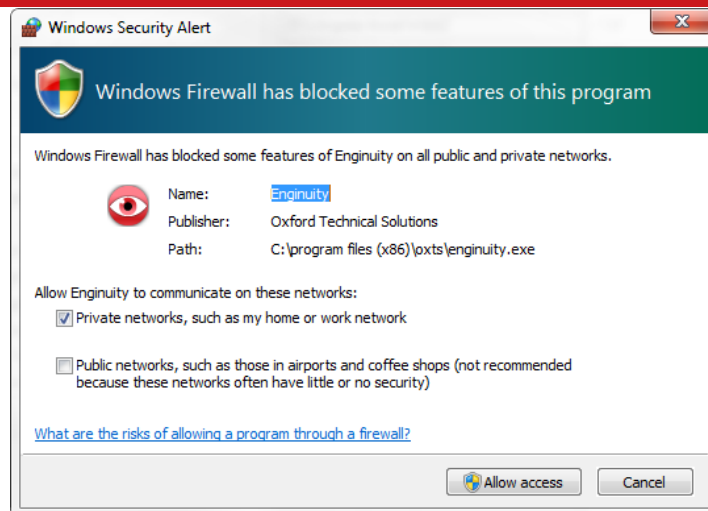 Windows Security Alert
Windows Firewall has blocked some features of this program
Windows Firewall has blocked some features of Enginuity on all public and private networks.
Name: Enginuity
Publisher: Oxford Technical Solutions
Path: C:\program files (x86)\oxts\enginuity.exe
Allow Enginuity to communicate on these networks:
Private networks, such as my home or work network
Public networks, such as those in airports and coffee shops (not recommended
because these networks often have little or no security)
What are the risks of allowing a program through a firewall?
Allow access Cancel